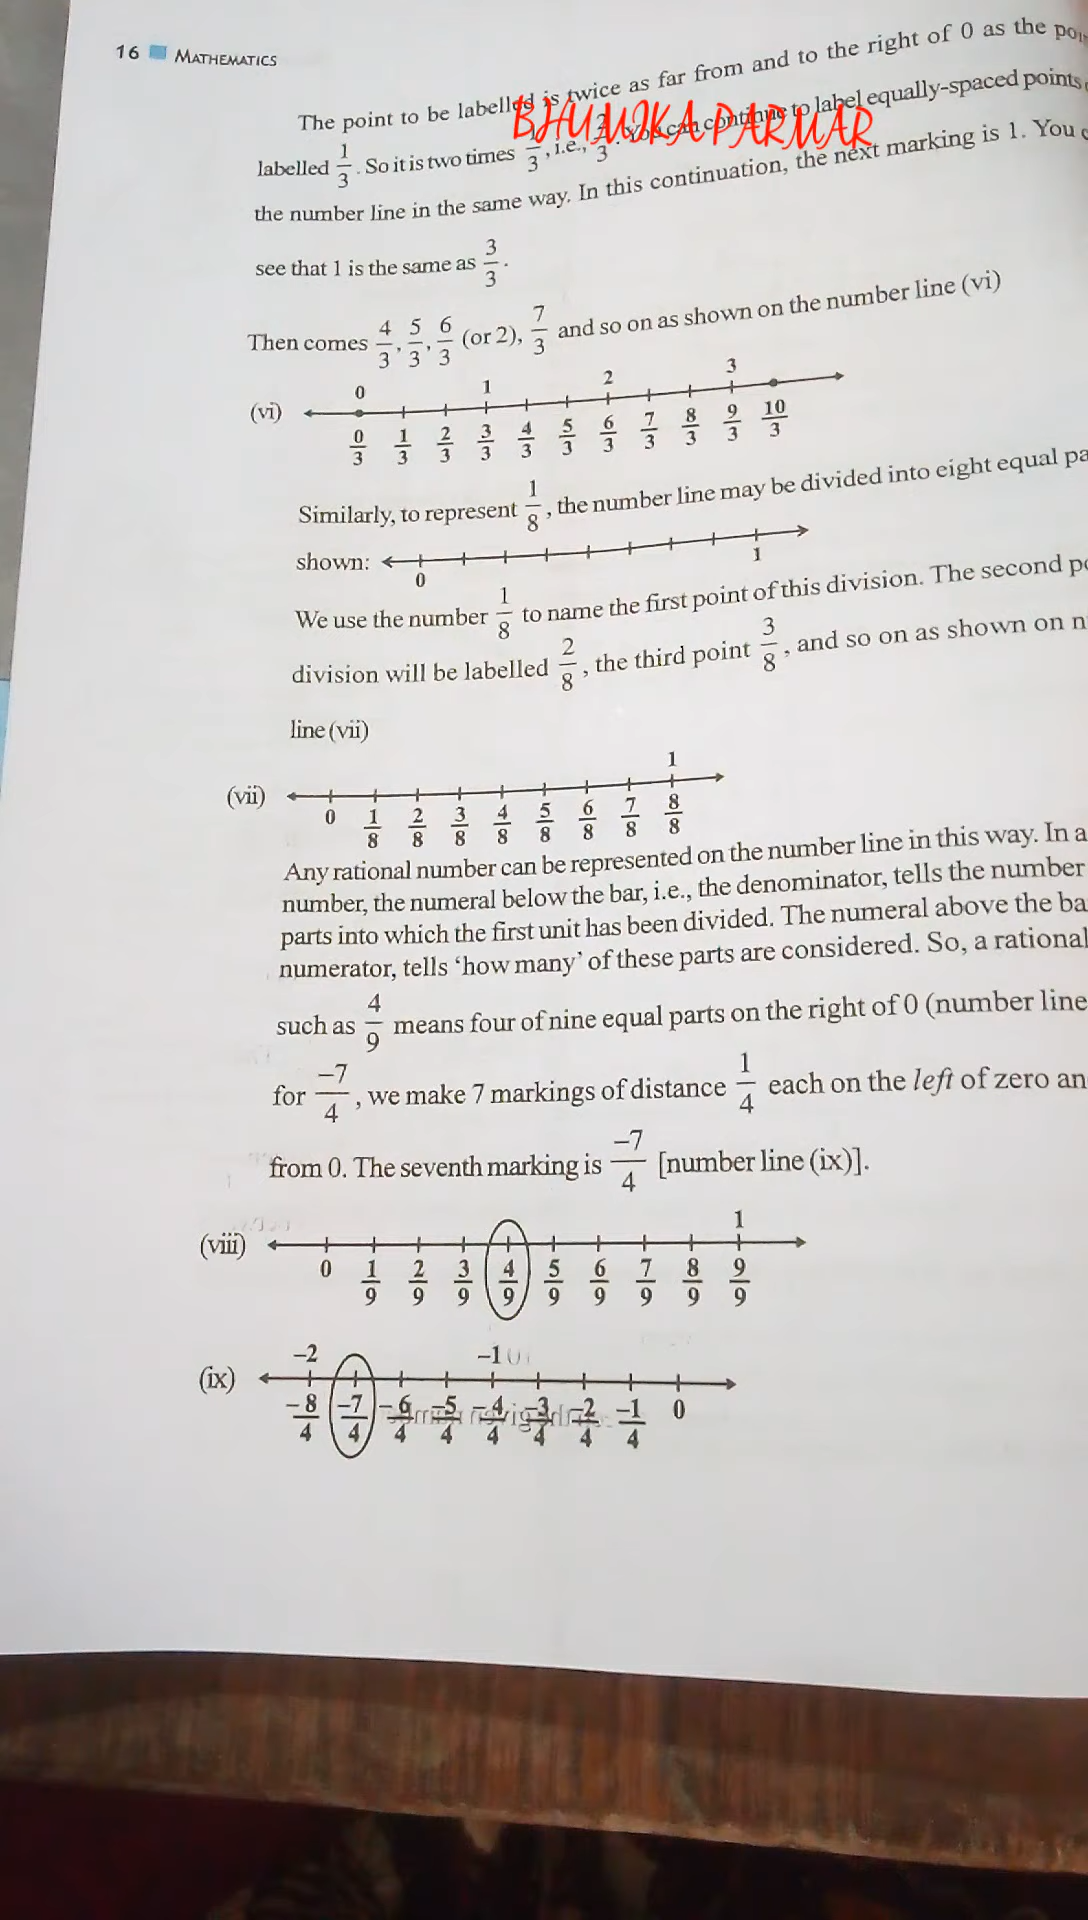 16 MATHEMATICS
The point to be labelled is twice as far from and to the right of 0 as the
BHUMIKA PARMAR
labelled 1/3. So it is two times 1/3, i.e., 2/3. You can continue to label equally-spaced points
the number line in the same way. In this continuation, the next marking is 1. You
see that 1 is the same as 3/3.
Then comes 4/3, 5/3, 6/3 (or 2), 7/3 and so on as shown on the number line (vi)
0 1 2 3
(vi)
0/3 1/3 2/3 3/3 4/3 5/3 6/3 7/3 8/3 9/3 10/3
Similarly, to represent 1/8, the number line may be divided into eight equal
shown:
0 1
We use the number 1/8 to name the first point of this division. The second
division will be labelled 2/8, the third point 3/8, and so on as shown on
line (vii)
1
(vii)
0 1/8 2/8 3/8 4/8 5/8 6/8 7/8 8/8
Any rational number can be represented on the number line in this way. In a
number, the numeral below the bar, i.e., the denominator, tells the number
parts into which the first unit has been divided. The numeral above the
numerator, tells ‘how many’ of these parts are considered. So, a rational
such as 4/9 means four of nine equal parts on the right of 0 (number line
for -7/4, we make 7 markings of distance 1/4 each on the left of zero
from 0. The seventh marking is -7/4 [number line (ix)].
1
(viii)
0 1/9 2/9 3/9 4/9 5/9 6/9 7/9 8/9 9/9
-2 -1
(ix)
-8/4 -7/4 -6/4 -5/4 -4/4 -3/4 -2/4 -1/4 0